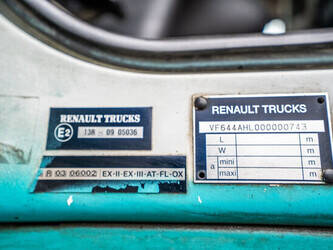 RENAULT TRUCKS
E2 13R - 09 05036
R 03 06002 EX-II-EX-III-AT-FL-OX
RENAULT TRUCKS
VF644AHL000000743
L m
W m
a mini m
maxi m